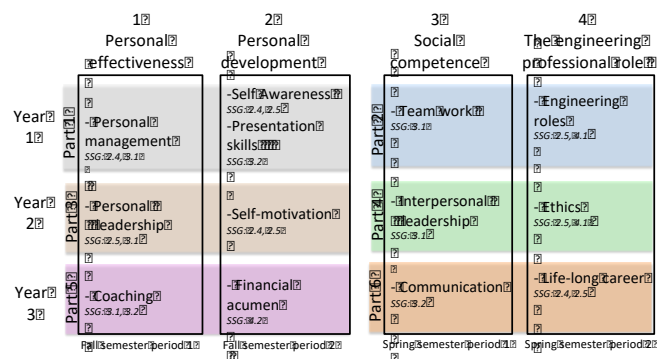 1
Personal
effectiveness
2
Personal
development
3
Social
competence
4
The engineering
professional role
Year
1
Part 1
- Personal
management
SSG: 2.4, 3.1
-Self Awareness
SSG: 2.4, 2.5
-Presentation
skills
SSG: 3.2
Part 2
- Team work
SSG: 3.1
- Engineering
roles
SSG: 2.5, 4.1
Year
2
Part 3
- Personal
leadership
SSG: 2.5, 3.1
-Self-motivation
SSG: 2.4, 2.5
Part 4
- Interpersonal
leadership
SSG: 3.1
- Ethics
SSG: 2.5, 4.1
Year
3
Part 5
- Coaching
SSG: 3.1, 3.2
- Financial
acumen
SSG: 4.2
Part 6
- Communication
SSG: 3.2
- Life-long career
SSG: 2.4, 2.5
Fall semester period 1
Fall semester period 2
Spring semester period 1
Spring semester period 2